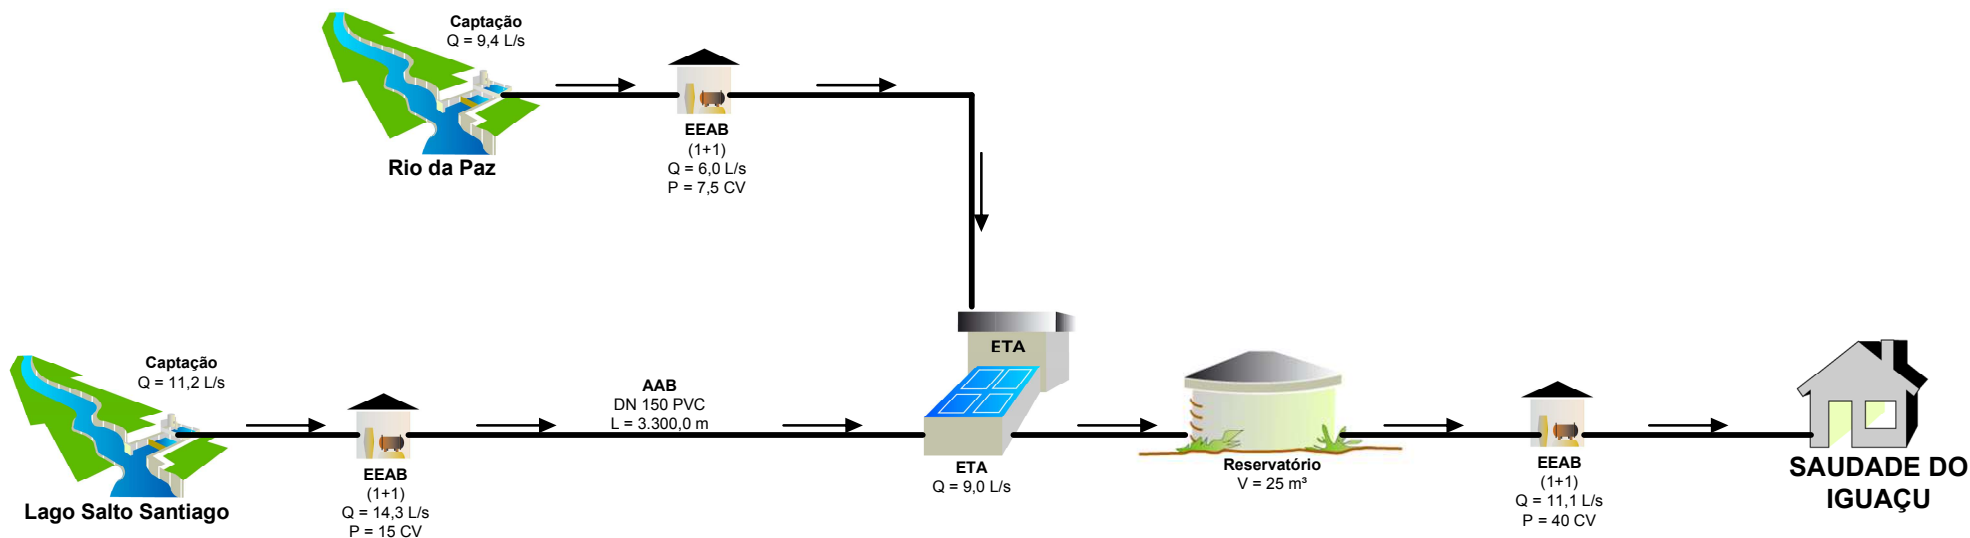 Captação
Q = 9,4 L/s
Rio da Paz
EEAB
(1+1)
Q = 6,0 L/s
P = 7,5 CV
Captação
Q = 11,2 L/s
Lago Salto Santiago
EEAB
(1+1)
Q = 14,3 L/s
P = 15 CV
AAB
DN 150 PVC
L = 3.300,0 m
ETA
ETA
Q = 9,0 L/s
Reservatório
V = 25 m³
EEAB
(1+1)
Q = 11,1 L/s
P = 40 CV
SAUDADE DO
IGUAÇU